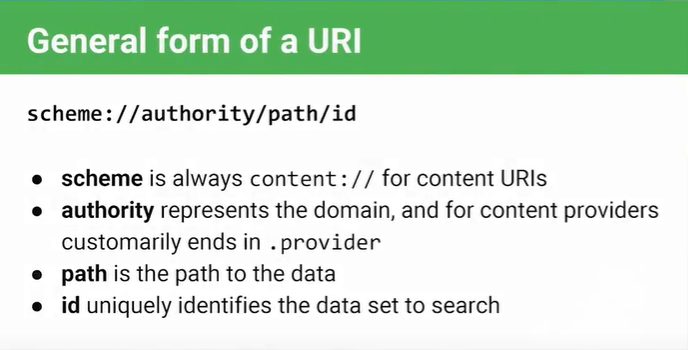 General form of a URI
scheme://authority/path/id
● scheme is always content:// for content URIs
● authority represents the domain, and for content providers
customarily ends in .provider
● path is the path to the data
● id uniquely identifies the data set to search